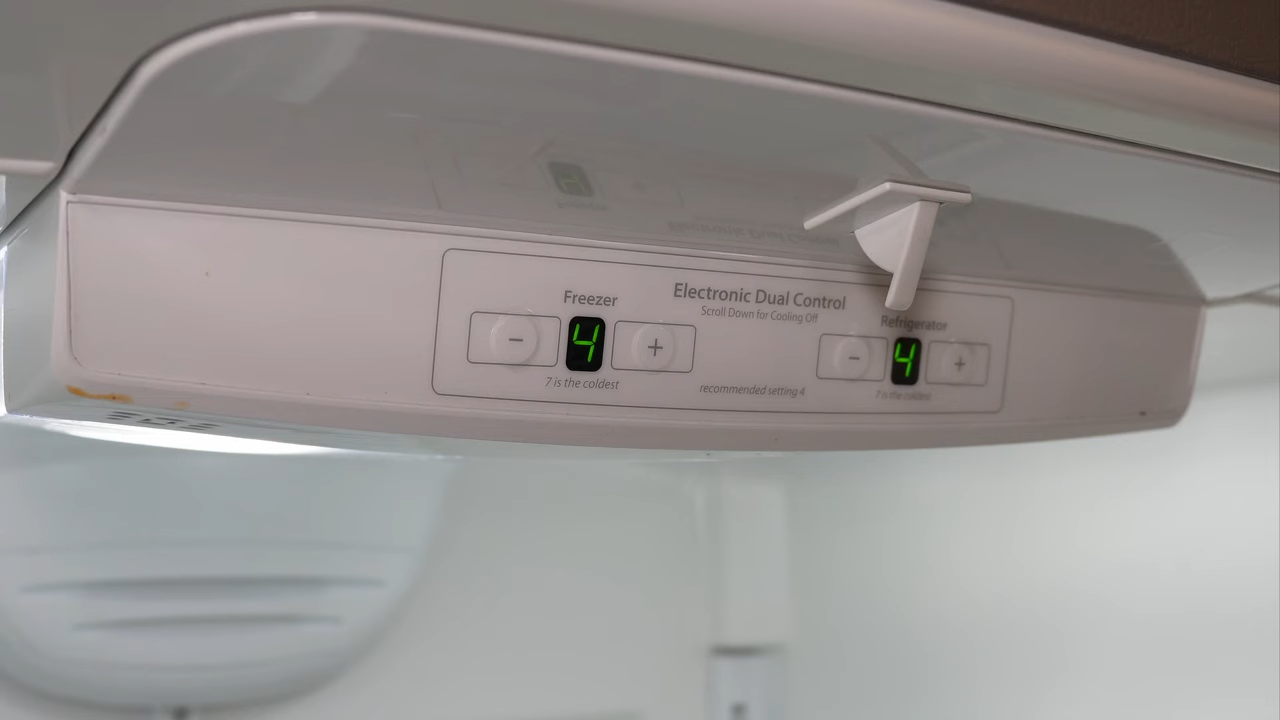 Electronic Dual Control
Scroll Down for Cooling Off
Freezer
− 4 +
7 is the coldest
recommended setting 4
Refrigerator
− 4 +
7 is the coldest